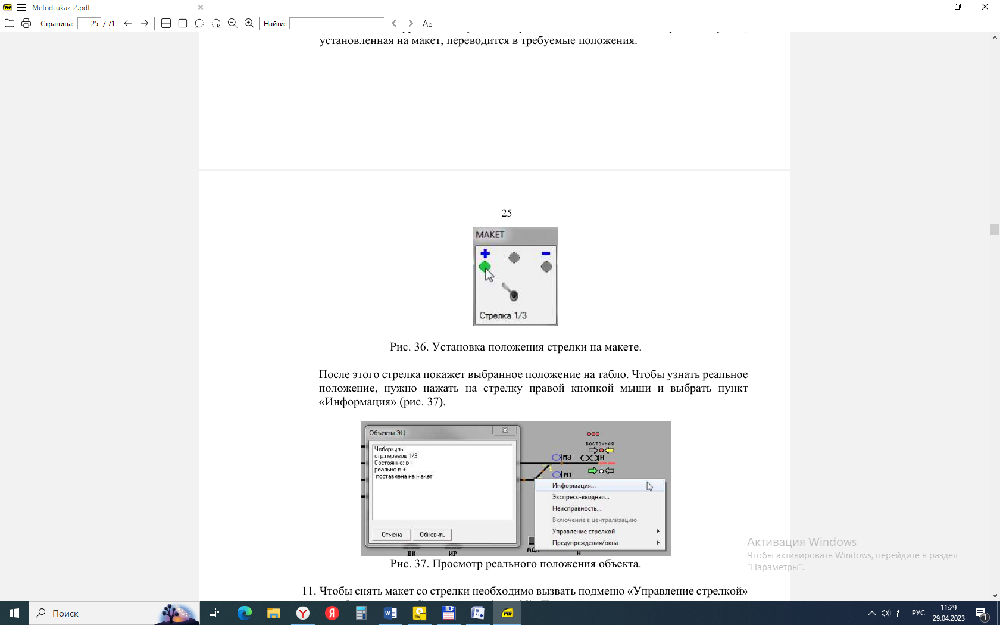 PDF
Metod_ukaz_2.pdf
Страница: 25 / 71
Найти:
Aa
установленная на макет, переводится в требуемые положения.
– 25 –
МАКЕТ
+ −
Стрелка 1/3
Рис. 36. Установка положения стрелки на макете.
После этого стрелка покажет выбранное положение на табло. Чтобы узнать реальное
положение, нужно нажать на стрелку правой кнопкой мыши и выбрать пункт
«Информация» (рис. 37).
Объекты ЭЦ
Чебаркуль
стр.перевод 1/3
Состояние: в +
реально в +
поставлена на макет
Отмена Обновить
ВОСТОЧНАЯ
М3 Н
1
М1
Информация...
Экспресс-вводная...
Неисправность...
Включение в централизацию
Управление стрелкой
Предупреждения/окна
ВК ИР Н
Рис. 37. Просмотр реального положения объекта.
11. Чтобы снять макет со стрелки необходимо вызвать подменю «Управление стрелкой»
Активация Windows
Чтобы активировать Windows, перейдите в раздел
"Параметры".
Поиск
РУС
11:29
29.04.2023
1